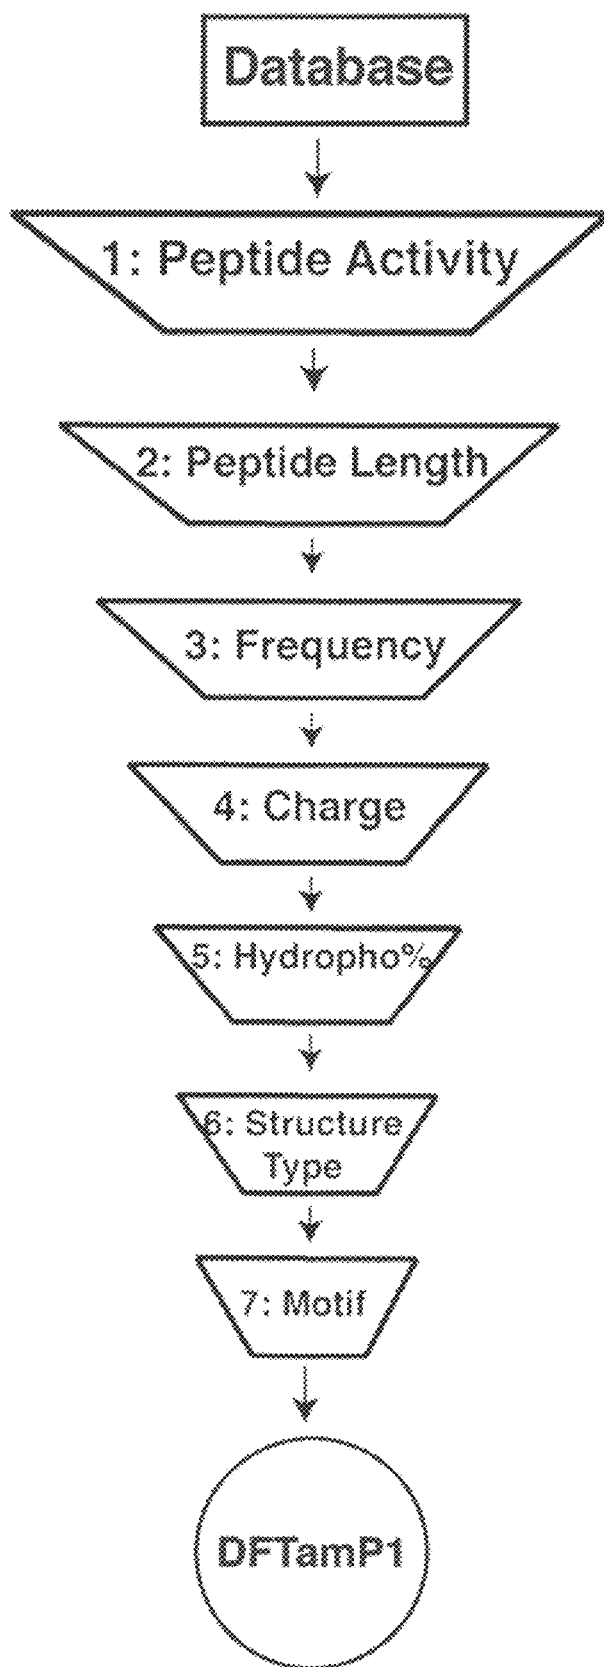 Database
1: Peptide Activity
2: Peptide Length
3: Frequency
4: Charge
5: Hydropho%
6: Structure
Type
7: Motif
DFTamP1